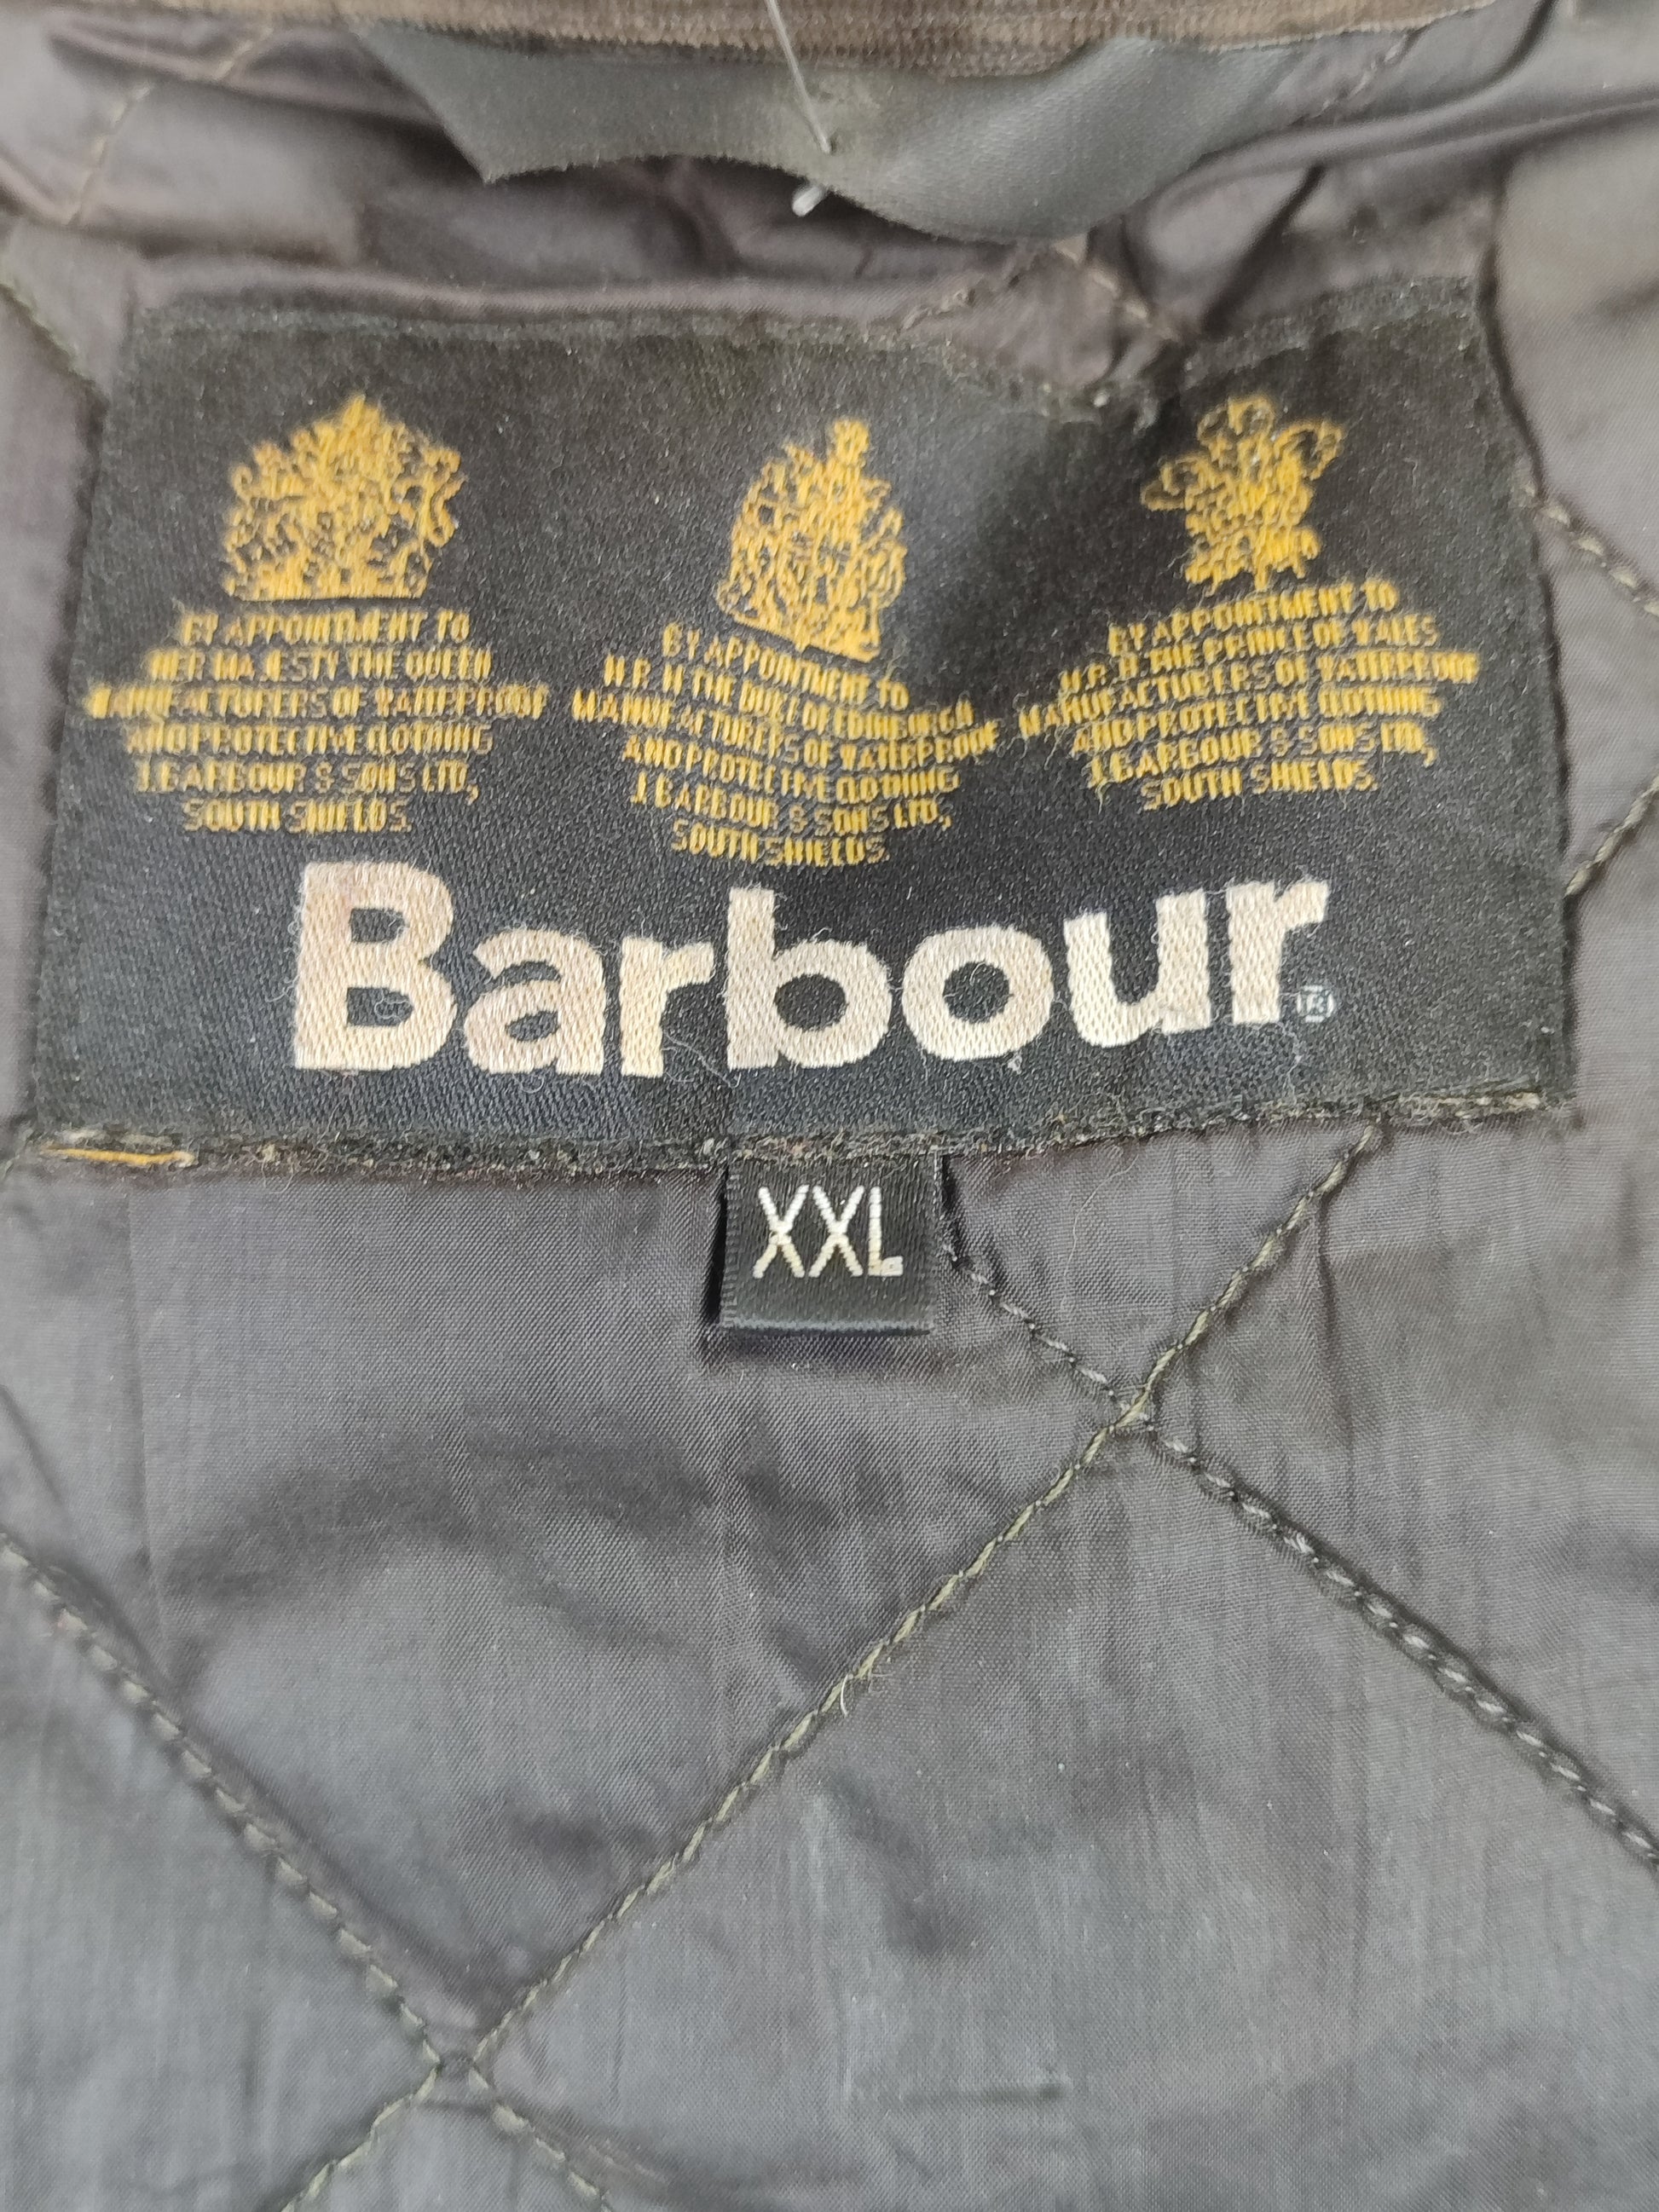 BY APPOINTMENT TO
HER MAJESTY THE QUEEN
MANUFACTURERS OF WATERPROOF
AND PROTECTIVE CLOTHING
J.BARBOUR & SONS LTD,
SOUTH SHIELDS.
BY APPOINTMENT TO
H.R.H THE DUKE OF EDINBURGH
MANUFACTURERS OF WATERPROOF
AND PROTECTIVE CLOTHING
J.BARBOUR & SONS LTD,
SOUTH SHIELDS.
BY APPOINTMENT TO
H.R.H THE PRINCE OF WALES
MANUFACTURERS OF WATERPROOF
AND PROTECTIVE CLOTHING
J.BARBOUR & SONS LTD,
SOUTH SHIELDS.
Barbour®
XXL